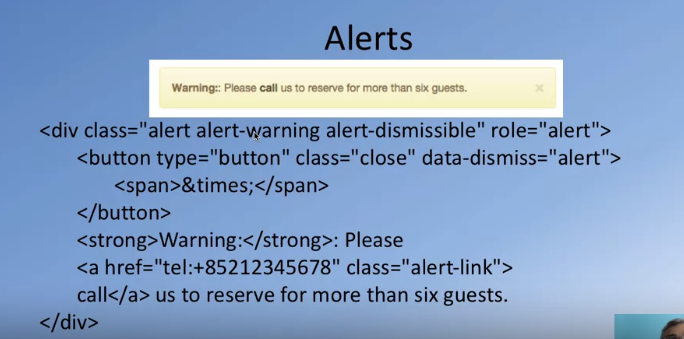 Alerts
Warning:: Please call us to reserve for more than six guests. ×
<div class="alert alert-warning alert-dismissible" role="alert">
<button type="button" class="close" data-dismiss="alert">
<span>&times;</span>
</button>
<strong>Warning:</strong>: Please
<a href="tel:+85212345678" class="alert-link">
call</a> us to reserve for more than six guests.
</div>